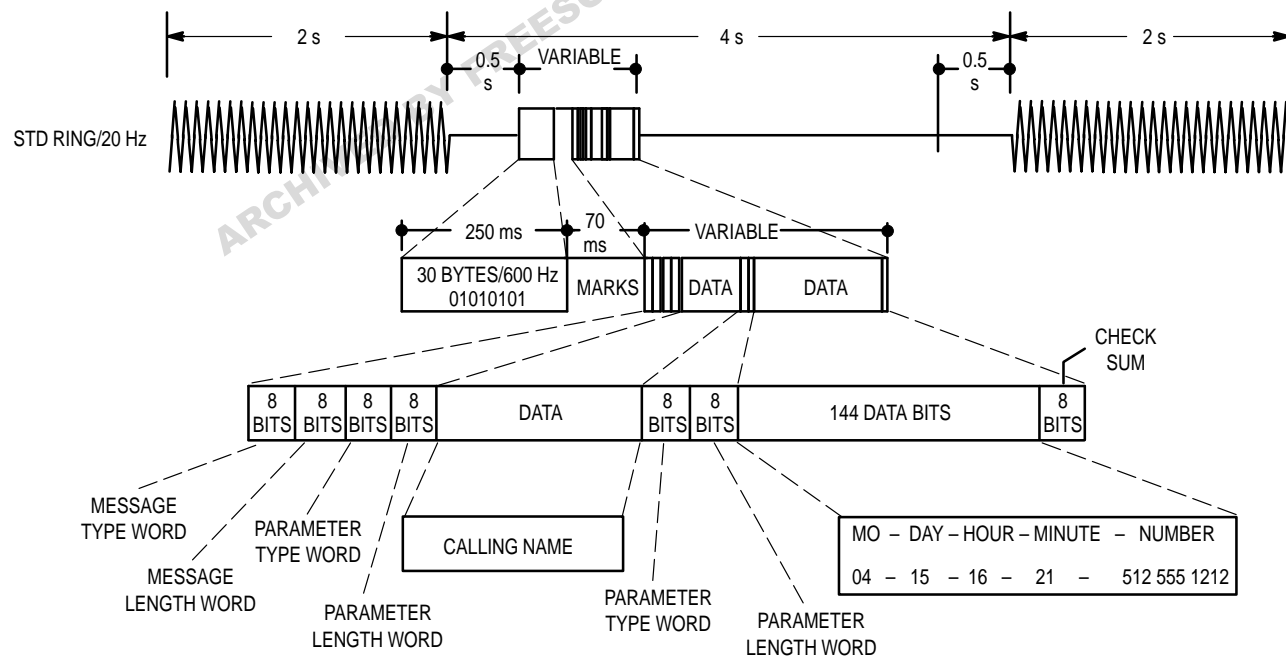 2 s
4 s
2 s
0.5
s
VARIABLE
0.5
s
STD RING/20 Hz
ARCHIVED BY FREESC
250 ms
70
ms
VARIABLE
30 BYTES/600 Hz
01010101
MARKS
DATA
DATA
CHECK
SUM
8
BITS
8
BITS
8
BITS
8
BITS
DATA
8
BITS
8
BITS
144 DATA BITS
8
BITS
MESSAGE
TYPE WORD
MESSAGE
LENGTH WORD
PARAMETER
TYPE WORD
PARAMETER
LENGTH WORD
CALLING NAME
PARAMETER
TYPE WORD
PARAMETER
LENGTH WORD
MO – DAY – HOUR – MINUTE – NUMBER
04 – 15 – 16 – 21 – 512 555 1212